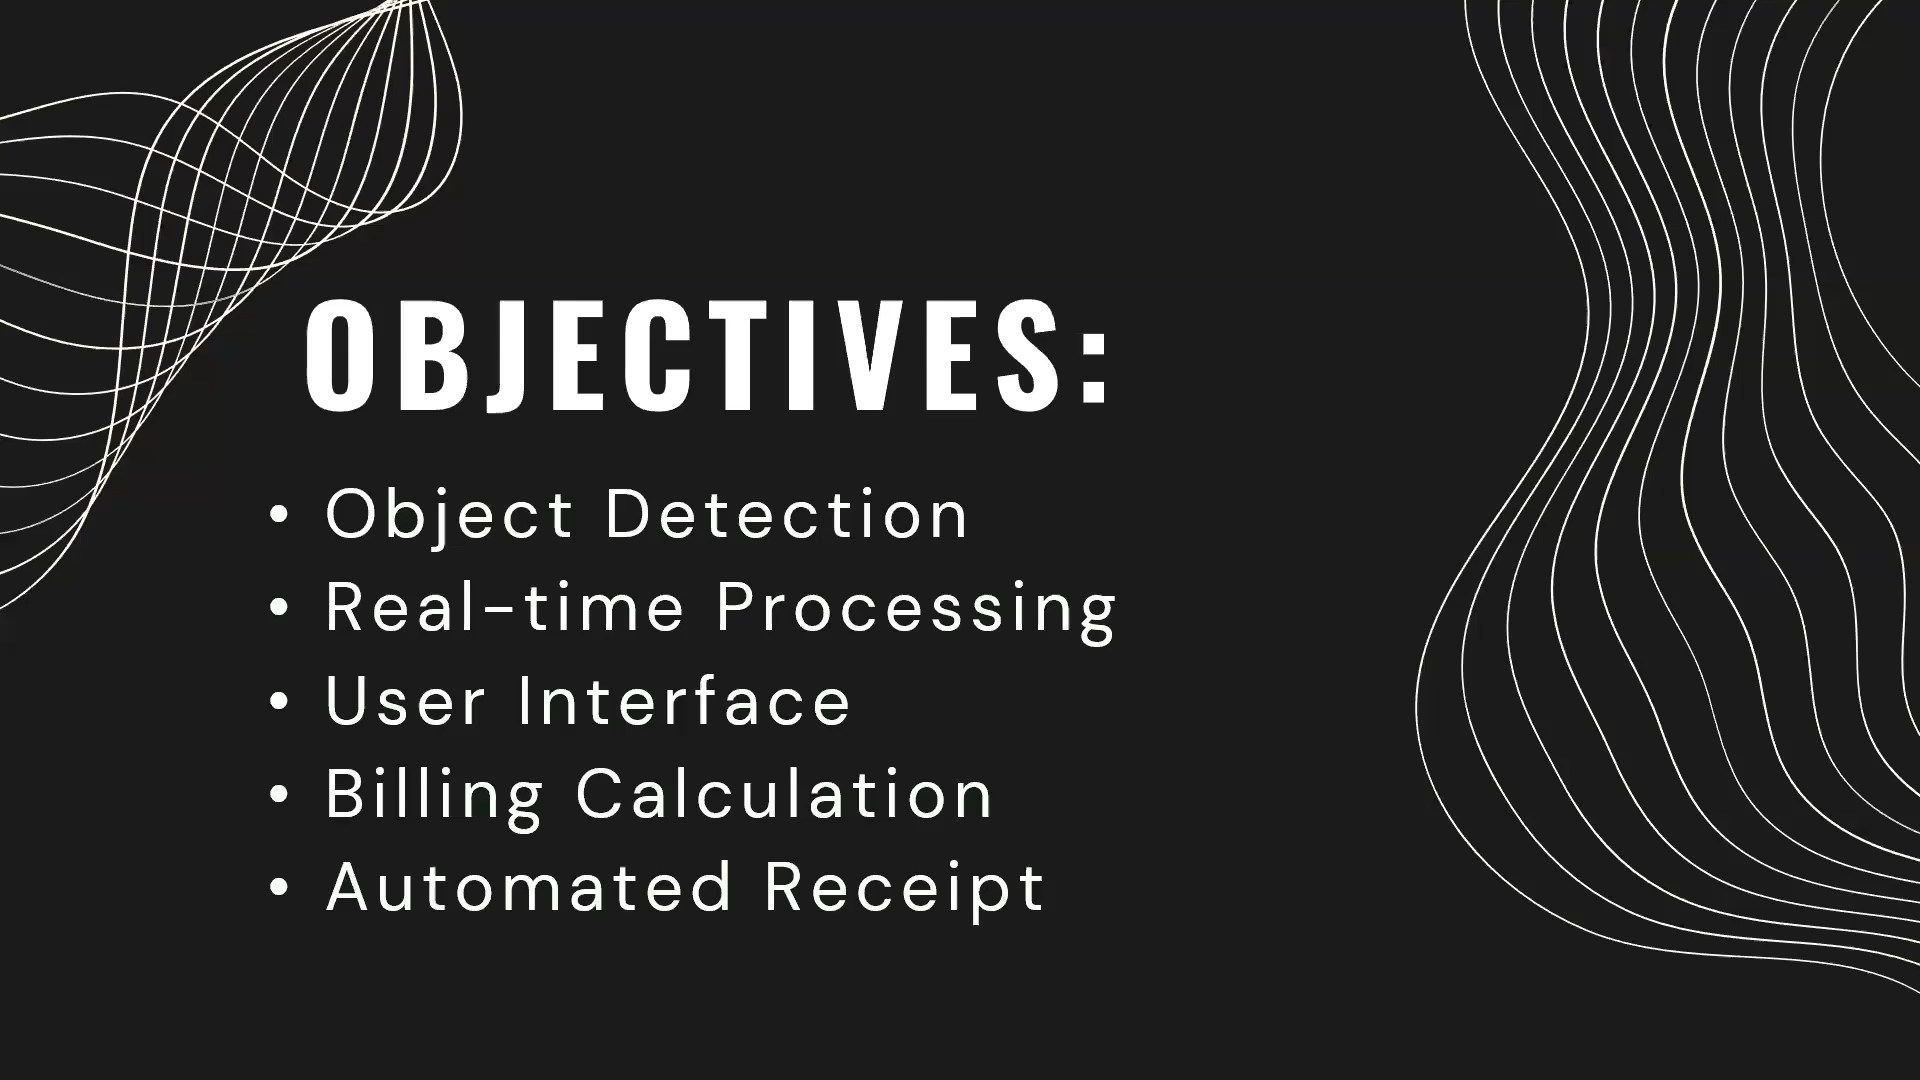 OBJECTIVES:
• Object Detection
• Real-time Processing
• User Interface
• Billing Calculation
• Automated Receipt